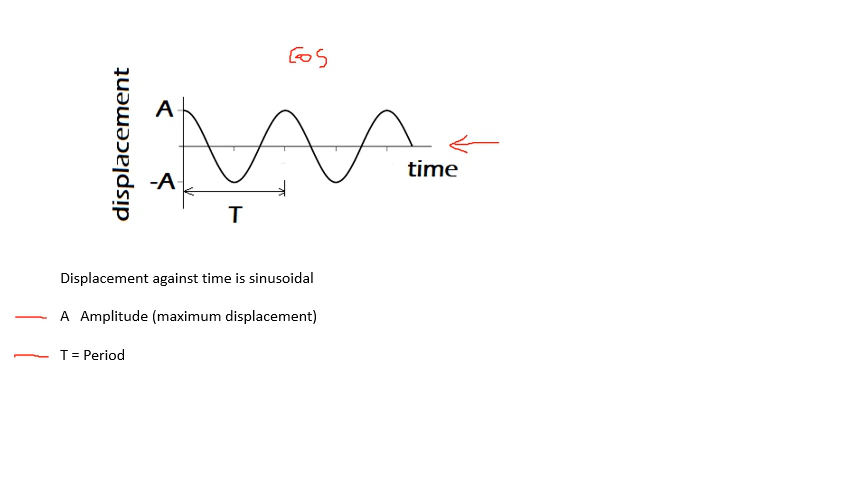 cos
displacement
A
-A
time
T
Displacement against time is sinusoidal
A Amplitude (maximum displacement)
T = Period